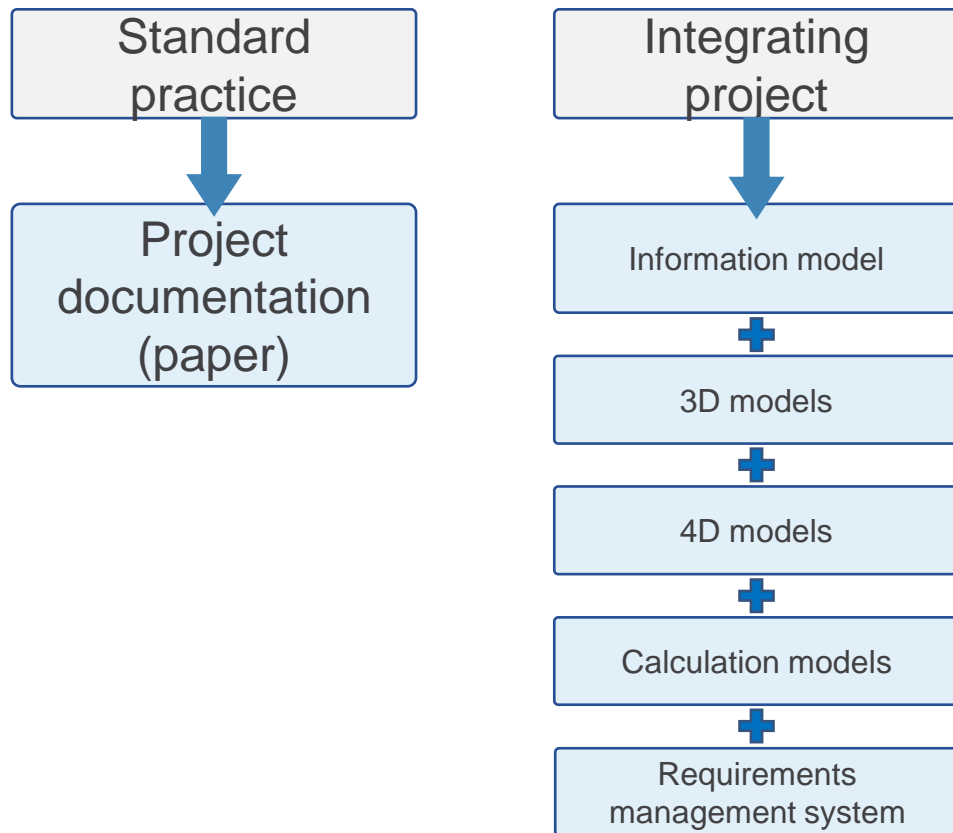 Standard
practice
Project
documentation
(paper)
Integrating
project
Information model
3D models
4D models
Calculation models
Requirements
management system